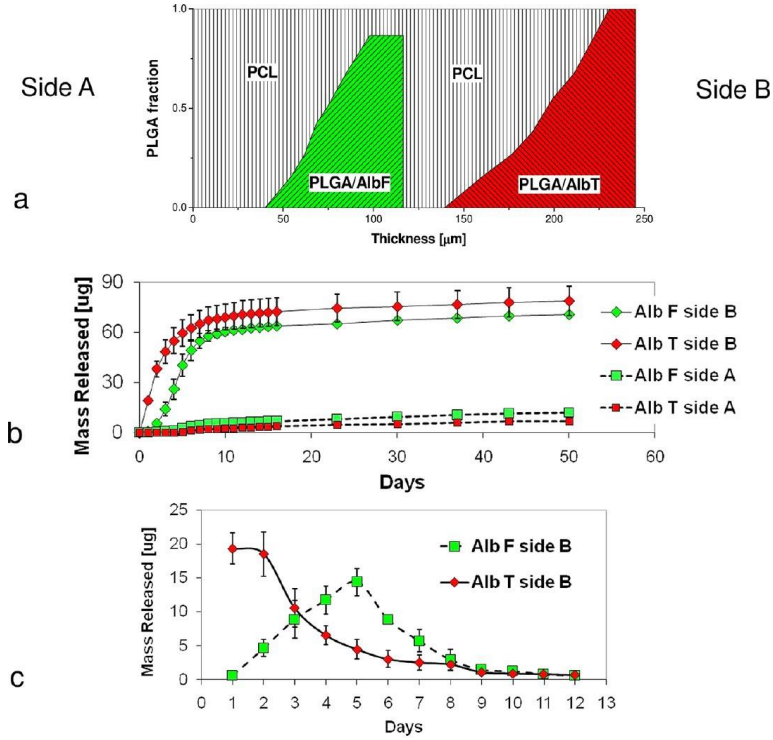 Side A
Side B
a
PLGA fraction
1.0
0.5
0.0
PCL
PCL
PLGA/AlbF
PLGA/AlbT
0 50 100 150 200 250
Thickness [μm]
b
Mass Released [ug]
90
60
30
0
0 10 20 30 40 50 60
Days
Alb F side B
Alb T side B
Alb F side A
Alb T side A
c
Mass Released [ug]
25
20
15
10
5
0
0 1 2 3 4 5 6 7 8 9 10 11 12 13
Days
Alb F side B
Alb T side B